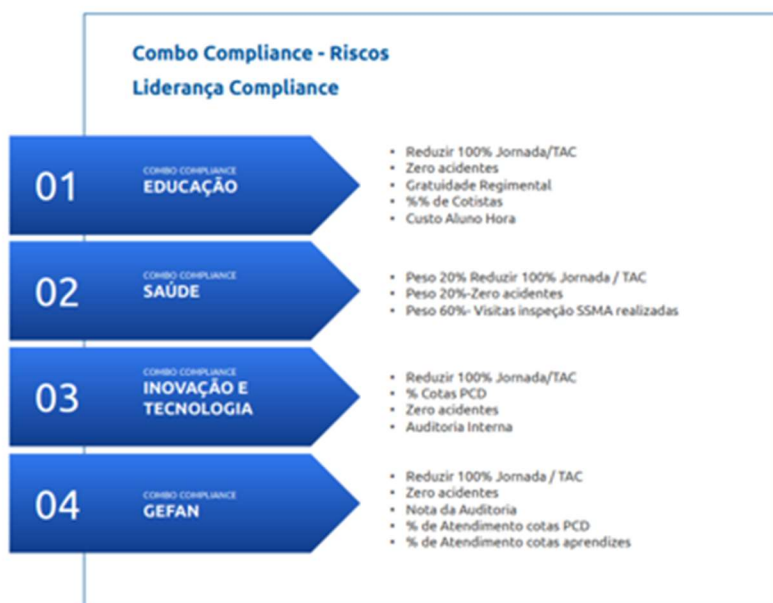 Combo Compliance - Riscos
Liderança Compliance
01
COMBO COMPLIANCE
EDUCAÇÃO
• Reduzir 100% Jornada/TAC
• Zero acidentes
• Gratuidade Regimental
• %% de Cotistas
• Custo Aluno Hora
02
COMBO COMPLIANCE
SAÚDE
• Peso 20% Reduzir 100% Jornada / TAC
• Peso 20%-Zero acidentes
• Peso 60%- Visitas inspeção SSMA realizadas
03
COMBO COMPLIANCE
INOVAÇÃO E
TECNOLOGIA
• Reduzir 100% Jornada/TAC
• % Cotas PCD
• Zero acidentes
• Auditoria Interna
04
COMBO COMPLIANCE
GEFAN
• Reduzir 100% Jornada / TAC
• Zero acidentes
• Nota da Auditoria
• % de Atendimento cotas PCD
• % de Atendimento cotas aprendizes